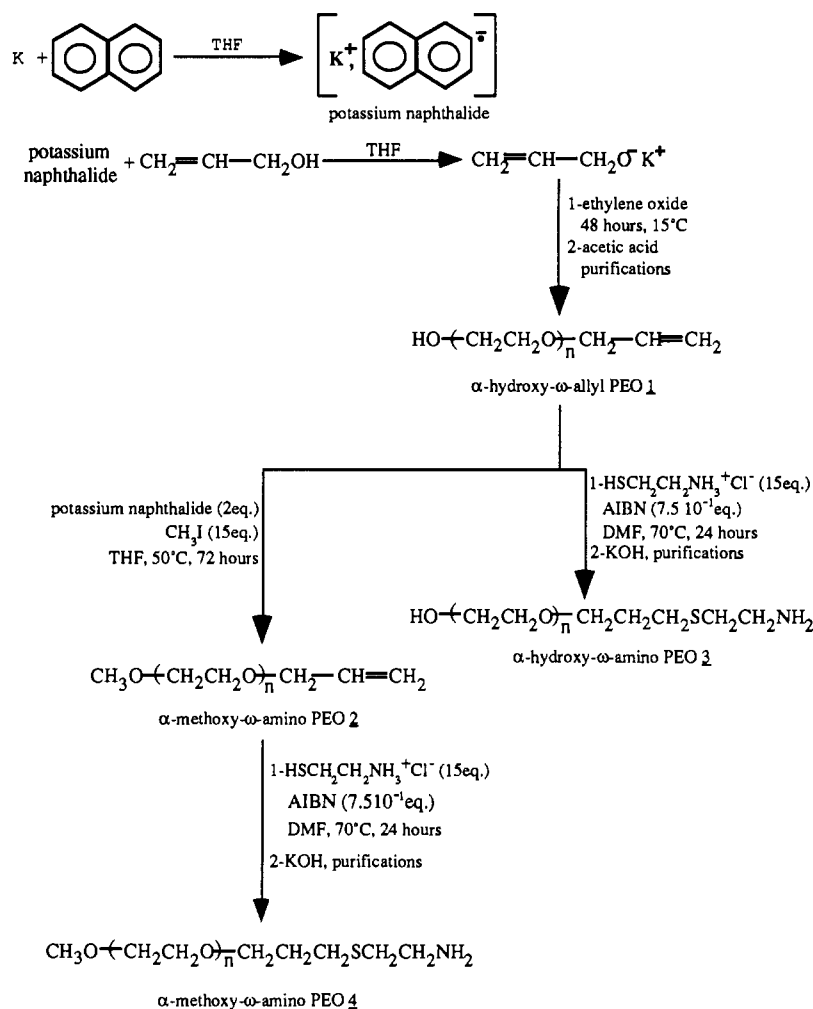 K + THF [K⁺, ]⁻•
potassium naphthalide
potassium naphthalide + CH₂=CH—CH₂OH THF CH₂=CH—CH₂O⁻ K⁺
1-ethylene oxide
48 hours, 15°C
2-acetic acid
purifications
HO-(-CH₂CH₂O-)n-CH₂—CH=CH₂
α-hydroxy-ω-allyl PEO 1
potassium naphthalide (2eq.)
CH₃I (15eq.)
THF, 50°C, 72 hours
1-HSCH₂CH₂NH₃⁺Cl⁻ (15eq.)
AIBN (7.5 10⁻¹eq.)
DMF, 70°C, 24 hours
2-KOH, purifications
HO-(-CH₂CH₂O-)n-CH₂CH₂CH₂SCH₂CH₂NH₂
α-hydroxy-ω-amino PEO 3
CH₃O-(-CH₂CH₂O-)n-CH₂—CH=CH₂
α-methoxy-ω-amino PEO 2
1-HSCH₂CH₂NH₃⁺Cl⁻ (15eq.)
AIBN (7.510⁻¹eq.)
DMF, 70°C, 24 hours
2-KOH, purifications
CH₃O-(-CH₂CH₂O-)n-CH₂CH₂CH₂SCH₂CH₂NH₂
α-methoxy-ω-amino PEO 4